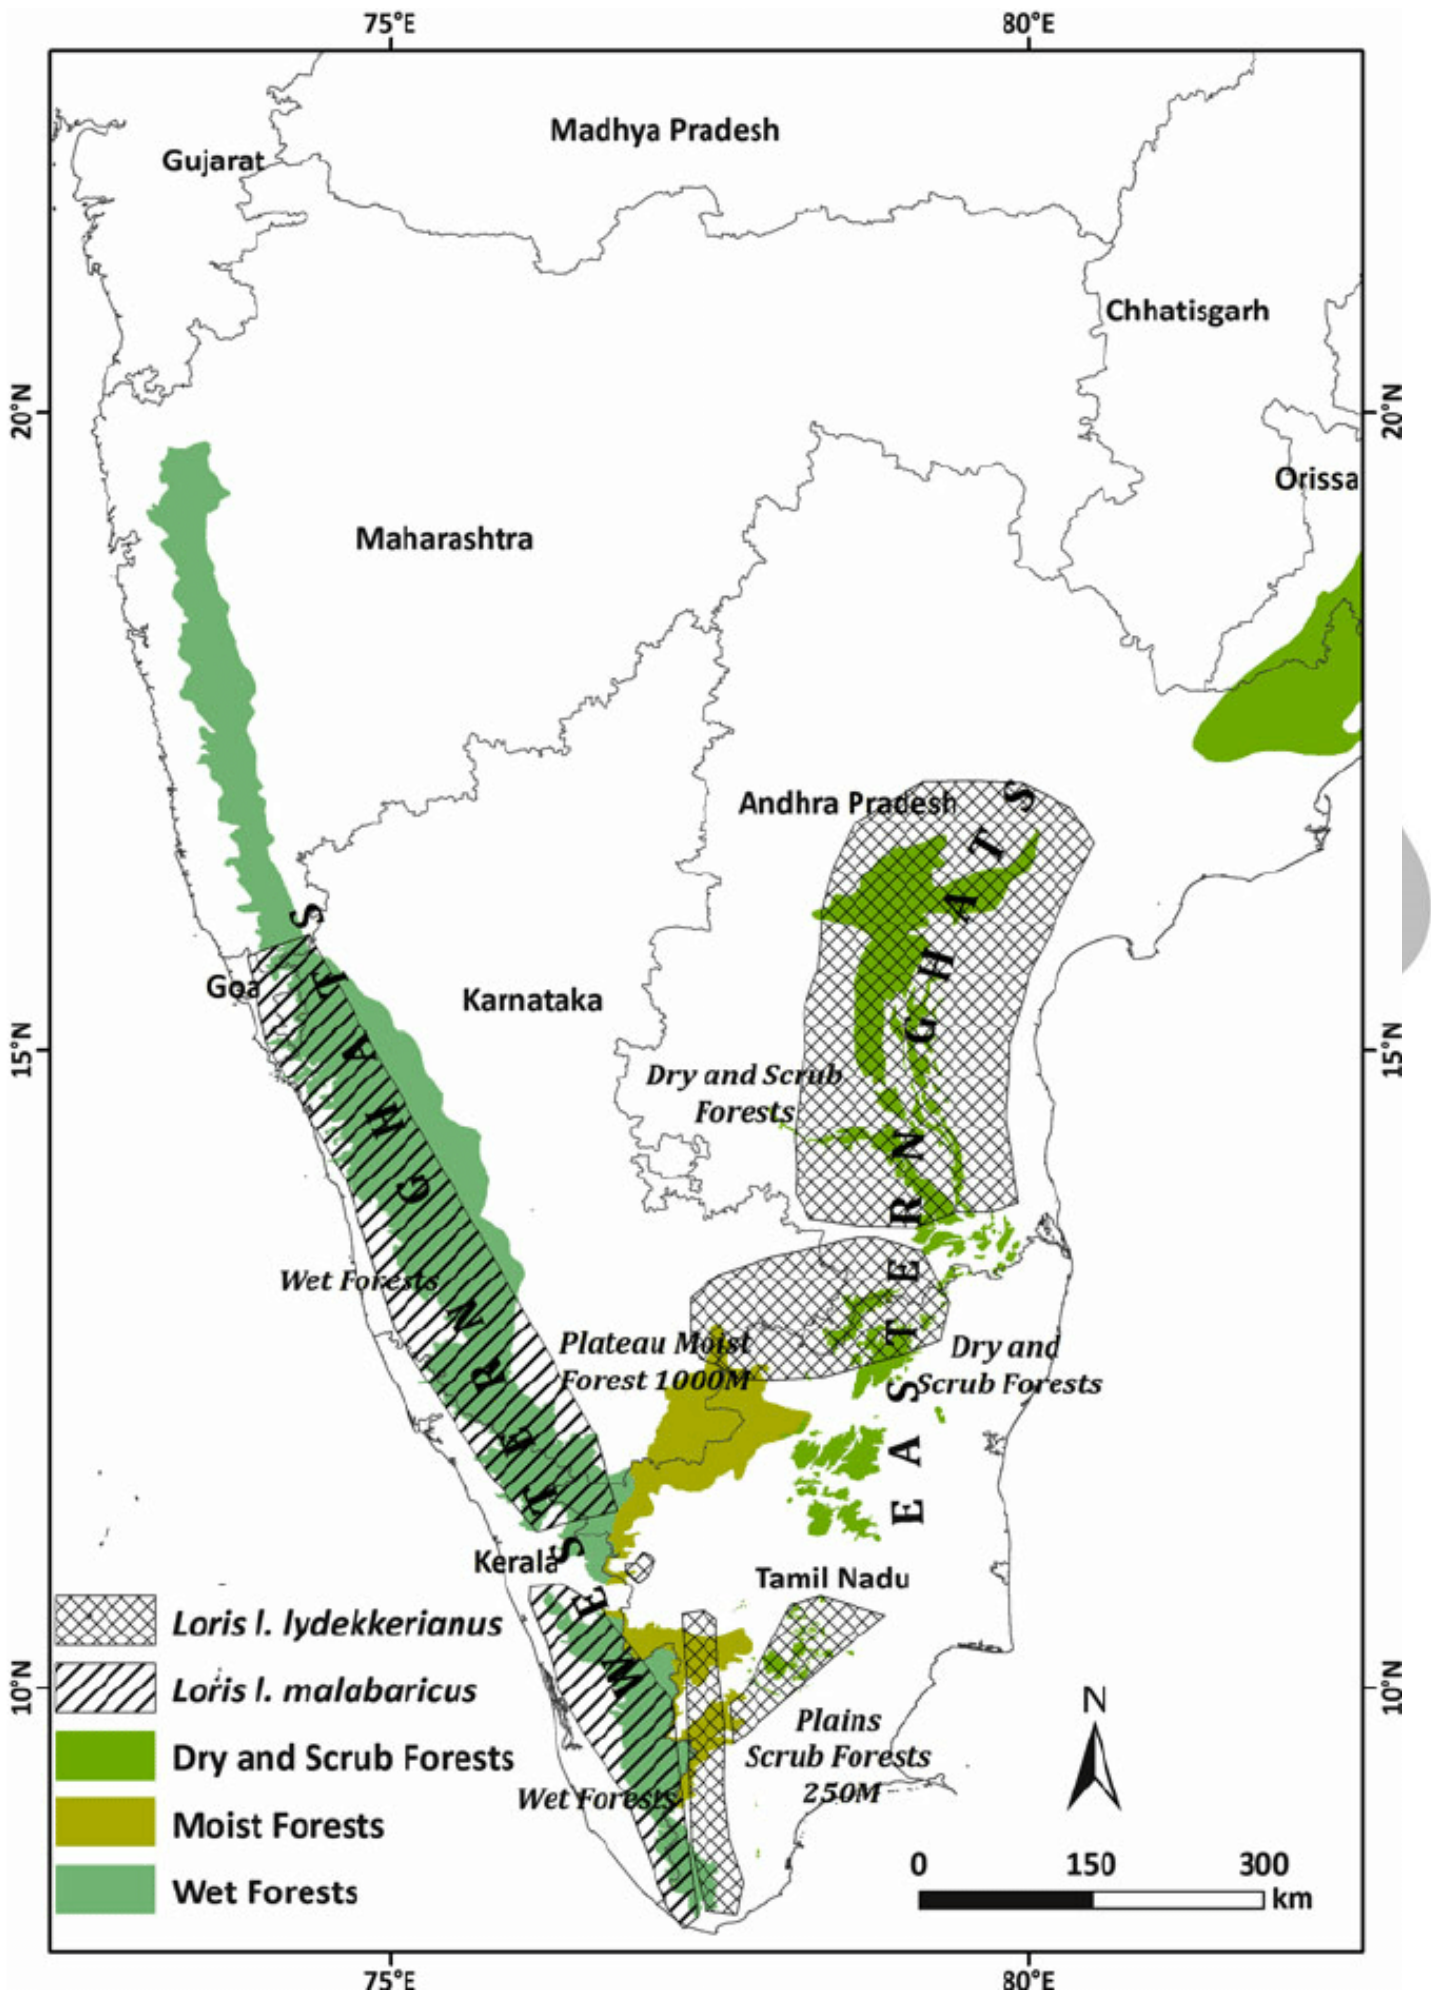 75°E 80°E
Madhya Pradesh
Gujarat
Chhatisgarh
20°N 20°N
Orissa
Maharashtra
Andhra Pradesh
Goa
Karnataka
15°N 15°N
Dry and Scrub
Forests
Wet Forests
Plateau Moist
Forest 1000M
Dry and
Scrub Forests
WESTERN GHATS
EASTERN GHATS
Kerala
Tamil Nadu
10°N 10°N
Plains
Scrub Forests
250M
Wet Forests
Loris l. lydekkerianus
Loris l. malabaricus
Dry and Scrub Forests
Moist Forests
Wet Forests
N
0 150 300
km
75°E 80°E